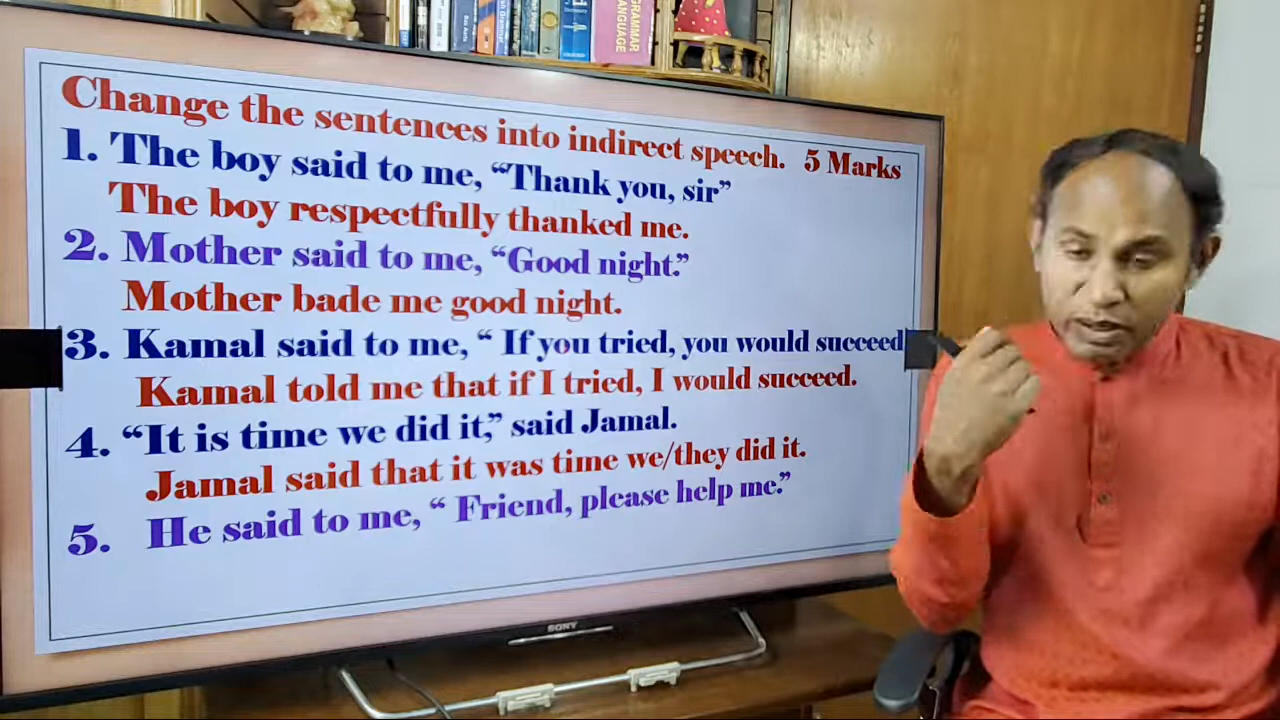 GRAMMAR
LANGUAGE
Change the sentences into indirect speech. 5 Marks
1. The boy said to me, “Thank you, sir”
The boy respectfully thanked me.
2. Mother said to me, “Good night.”
Mother bade me good night.
3. Kamal said to me, “ If you tried, you would succeed
Kamal told me that if I tried, I would succeed.
4. “It is time we did it,” said Jamal.
Jamal said that it was time we/they did it.
5. He said to me, “ Friend, please help me.”
SONY